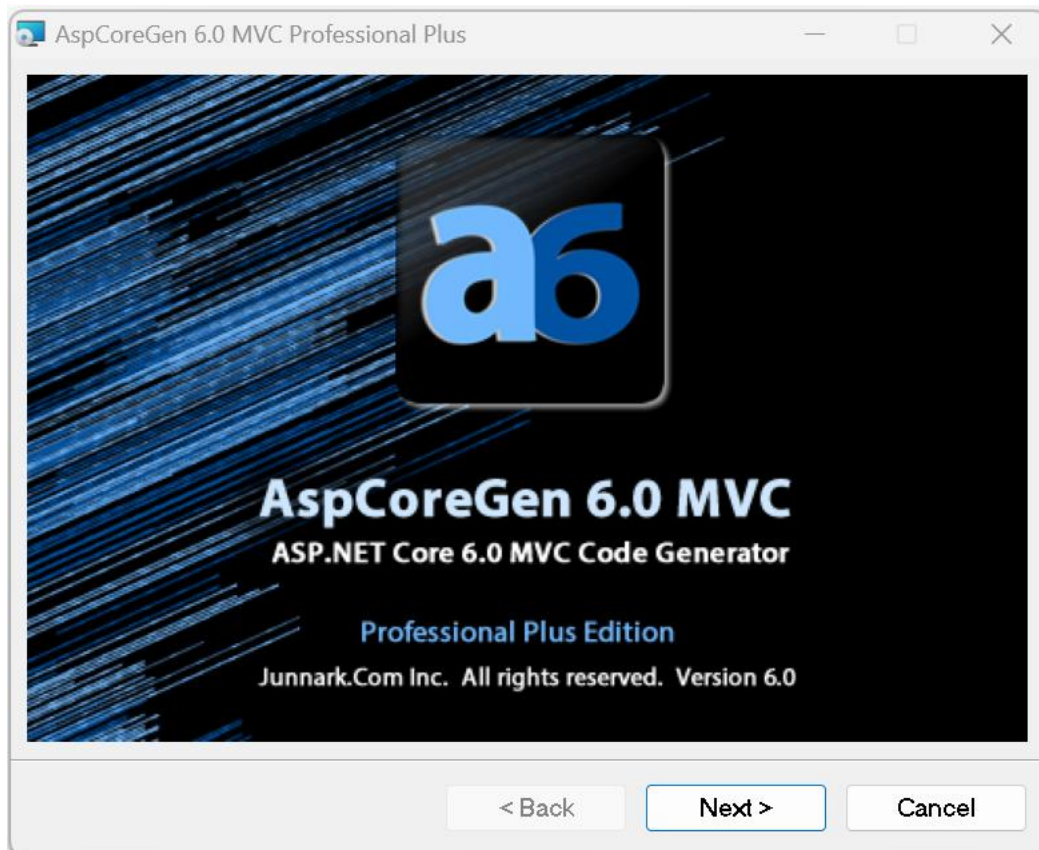 AspCoreGen 6.0 MVC Professional Plus
a6
AspCoreGen 6.0 MVC
ASP.NET Core 6.0 MVC Code Generator
Professional Plus Edition
Junnark.Com Inc.  All rights reserved.  Version 6.0
< Back
Next >
Cancel